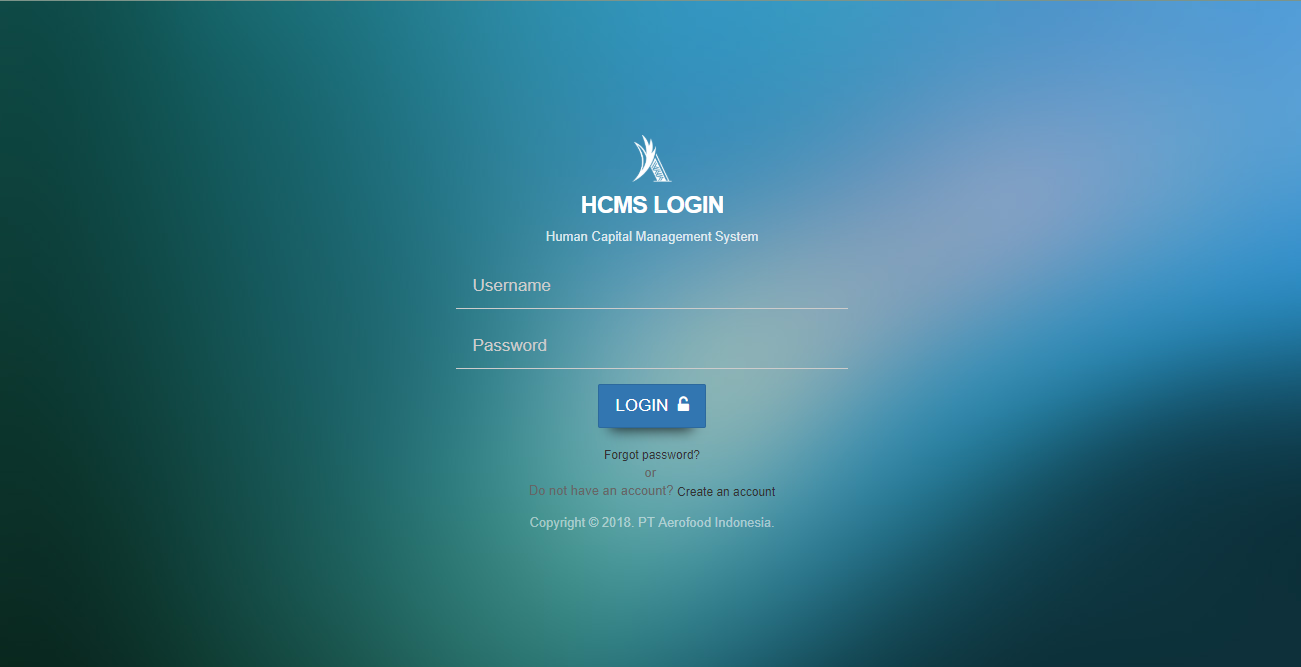 HCMS LOGIN
Human Capital Management System
Username
Password
LOGIN
Forgot password?
or
Do not have an account? Create an account
Copyright © 2018. PT Aerofood Indonesia.